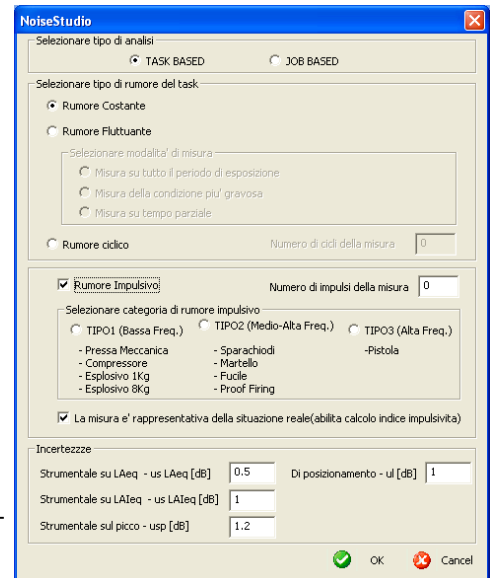 NoiseStudio
Selezionare tipo di analisi
TASK BASED JOB BASED
Selezionare tipo di rumore del task
Rumore Costante
Rumore Fluttuante
Selezionare modalita' di misura
Misura su tutto il periodo di esposizione
Misura della condizione piu' gravosa
Misura su tempo parziale
Rumore ciclico Numero di cicli della misura 0
Rumore Impulsivo Numero di impulsi della misura 0
Selezionare categoria di rumore impulsivo
TIPO1 (Bassa Freq.) TIPO2 (Medio-Alta Freq.) TIPO3 (Alta Freq.)
- Pressa Meccanica - Sparachiodi -Pistola
- Compressore - Martello
- Esplosivo 1Kg - Fucile
- Esplosivo 8Kg - Proof Firing
La misura e' rappresentativa della situazione reale(abilita calcolo indice impulsivita)
Incertezzze
Strumentale su LAeq - us LAeq [dB] 0.5 Di posizionamento - ul [dB] 1
Strumentale su LAIeq - us LAIeq [dB] 1
Strumentale sul picco - usp [dB] 1.2
OK Cancel